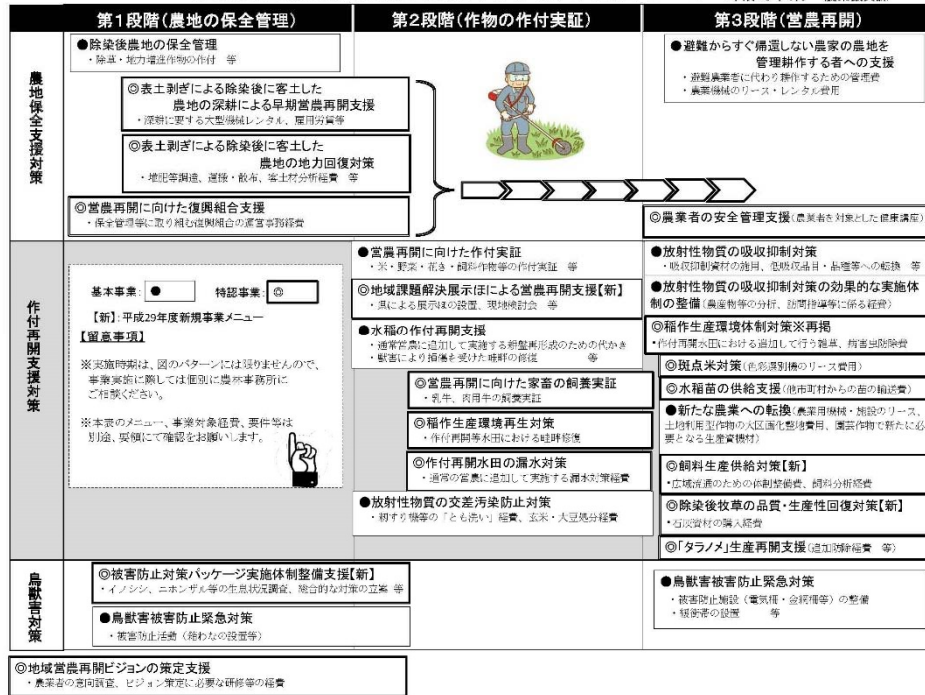 第1段階(農地の保全管理)
第2段階(作物の作付実証)
第3段階(営農再開)
農地保全支援対策
●除染後農地の保全管理
・除草・地力増進作物の作付 等
◎表土剥ぎによる除染後に客土した
農地の深耕による早期営農再開支援
・深耕に要する大型機械レンタル、雇用労賃等
◎表土剥ぎによる除染後に客土した
農地の地力回復対策
・堆肥等調達、運搬・散布、客土材分析経費 等
◎営農再開に向けた復興組合支援
・保全管理等に取り組む復興組合の運営事務経費
●避難からすぐ帰還しない農家の農地を
管理耕作する者への支援
・避難農業者に代わり耕作するための管理費
・農業機械のリース・レンタル費用
◎農業者の安全管理支援(農業者を対象とした健康講座)
作付再開支援対策
基本事業: ●
特認事業: ◎
【新】:平成29年度新規事業メニュー
【留意事項】
※実施時期は、図のパターンには限りませんので、
事業実施に際しては個別に農林事務所に
ご相談ください。
※本表のメニュー、事業対象経費、要件等は
別途、要領にて確認をお願いします。
●営農再開に向けた作付実証
・米・野菜・花き・飼料作物等の作付実証 等
◎地域課題解決展示ほによる営農再開支援【新】
・県による展示ほの設置、現地検討会 等
●水稲の作付再開支援
・通常営農に追加して実施する耕盤再形成のための代かき
・獣害により損傷を受けた畦畔の修復 等
◎営農再開に向けた家畜の飼養実証
・乳牛、肉用牛の飼養実証
◎稲作生産環境再生対策
・作付再開等水田における畦畔修復
◎作付再開水田の漏水対策
・通常の営農に追加して実施する漏水対策経費
●放射性物質の交差汚染防止対策
・籾すり機等の「とも洗い」経費、玄米・大豆処分経費
●放射性物質の吸収抑制対策
・吸収抑制資材の施用、低吸収品目・品種等への転換 等
●放射性物質の吸収抑制対策の効果的な実施体
制の整備(農産物等の分析、訪問指導等に係る経費)
◎稲作生産環境体制対策※再掲
・作付再開水田における追加して行う雑草、病害虫防除費
◎斑点米対策(色彩選別機のリース費用)
◎水稲苗の供給支援(他市町村からの苗の輸送費)
●新たな農業への転換(農業用機械・施設のリース、
土地利用型作物の大区画化整地費用、園芸作物で新たに必
要となる生産資機材)
◎飼料生産供給対策【新】
・広域流通のための体制整備費、飼料分析経費
◎除染後牧草の品質・生産性回復対策【新】
・石灰資材の購入経費
◎「タラノメ」生産再開支援(追加防除経費 等)
鳥獣害対策
◎被害防止対策パッケージ実施体制整備支援【新】
・イノシシ、ニホンザル等の生息状況調査、総合的な対策の立案 等
●鳥獣害被害防止緊急対策
・被害防止活動(箱わなの設置等)
●鳥獣害被害防止緊急対策
・被害防止施設(電気柵・金網柵等)の整備
・緩衝帯の設置 等
◎地域営農再開ビジョンの策定支援
・農業者の意向調査、ビジョン策定に必要な研修等の経費